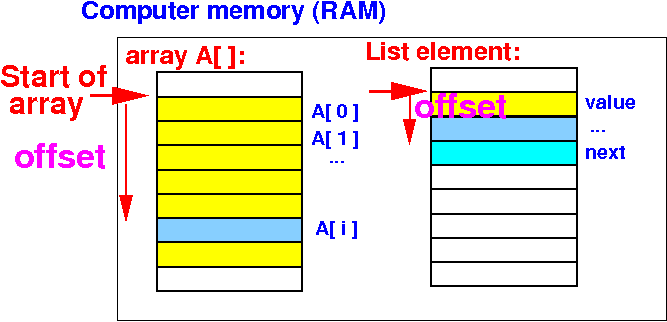 Computer memory (RAM)
array A[ ]:
List element:
Start of
array
offset
A[ 0 ]
A[ 1 ]
...
A[ i ]
offset
value
...
next